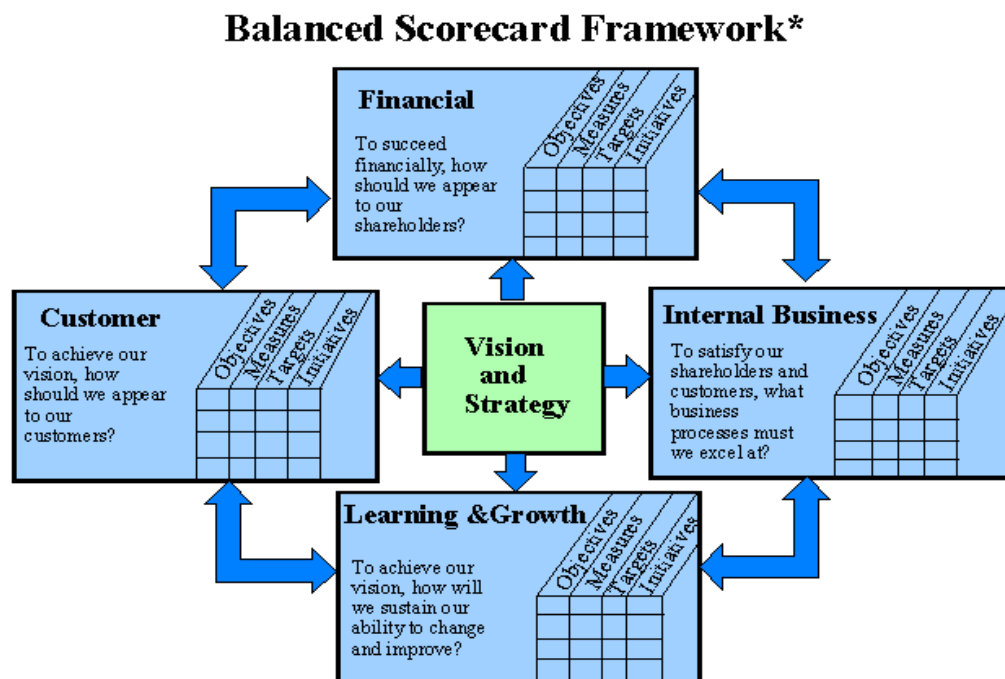 Balanced Scorecard Framework*
Financial
To succeed
financially, how
should we appear
to our
shareholders?
Objectives
Measures
Targets
Initiatives
Customer
To achieve our
vision, how
should we appear
to our
customers?
Objectives
Measures
Targets
Initiatives
Vision
and
Strategy
Internal Business
To satisfy our
shareholders and
customers, what
business
processes must
we excel at?
Objectives
Measures
Targets
Initiatives
Learning &Growth
To achieve our
vision, how will
we sustain our
ability to change
and improve?
Objectives
Measures
Targets
Initiatives